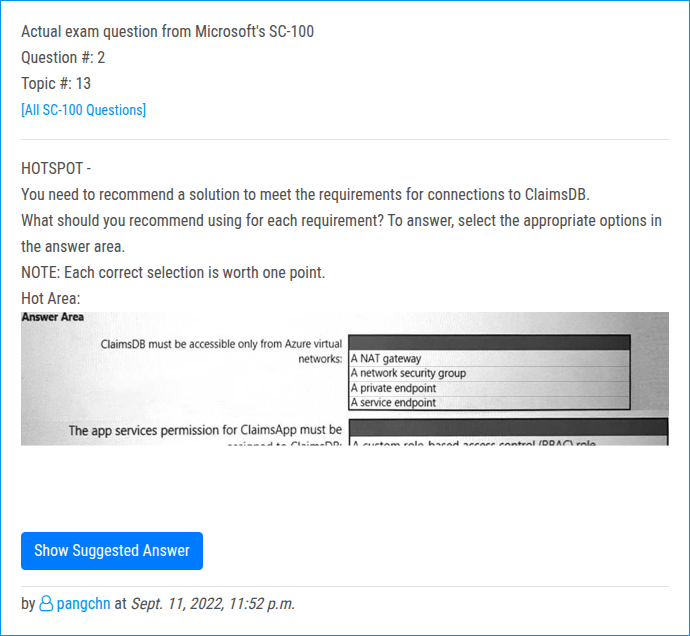 Actual exam question from Microsoft's SC-100
Question #: 2
Topic #: 13
[All SC-100 Questions]
HOTSPOT -
You need to recommend a solution to meet the requirements for connections to ClaimsDB.
What should you recommend using for each requirement? To answer, select the appropriate options in
the answer area.
NOTE: Each correct selection is worth one point.
Hot Area:
Answer Area
ClaimsDB must be accessible only from Azure virtual
networks:
A NAT gateway
A network security group
A private endpoint
A service endpoint
The app services permission for ClaimsApp must be
assigned to ClaimsDB:
A custom role-based access control (RBAC) role
Show Suggested Answer
by pangchn at Sept. 11, 2022, 11:52 p.m.